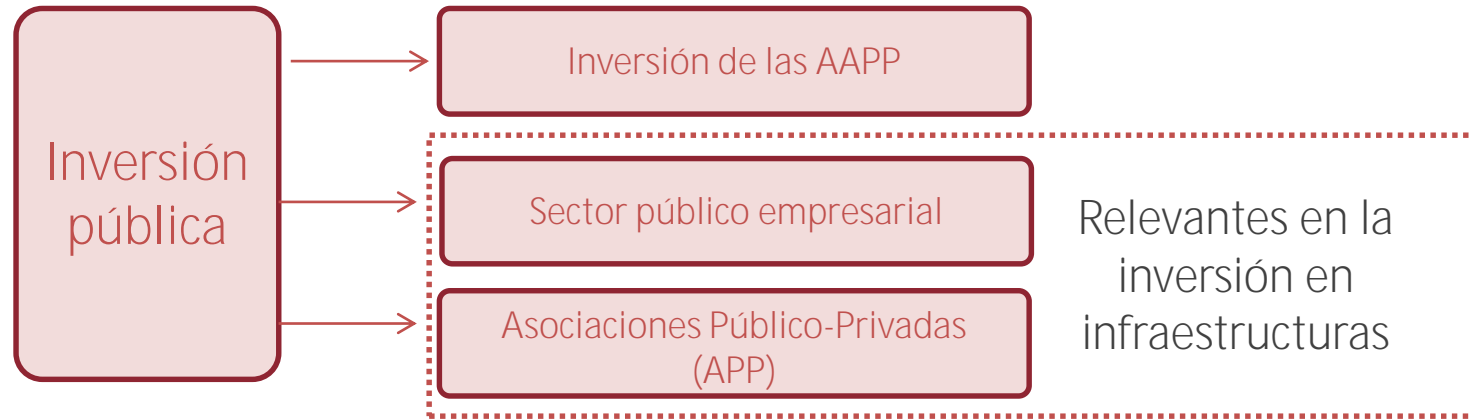 Inversión
pública
Inversión de las AAPP
Sector público empresarial
Asociaciones Público-Privadas
(APP)
Relevantes en la
inversión en
infraestructuras